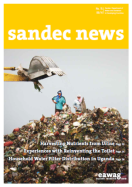 sandec news
Harvesting Nutrients from Urine
Experiences with Reinventing the Toilet
Household Water Filter Distribution in Uganda
eawag